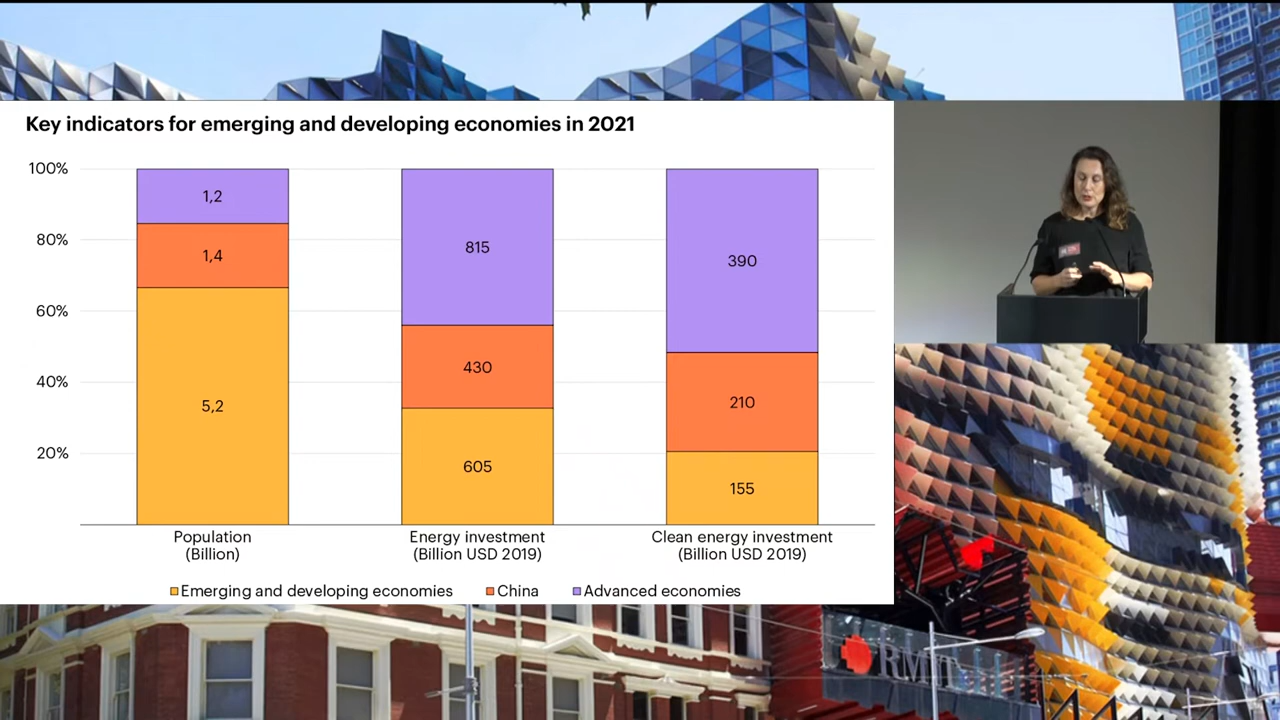 Key indicators for emerging and developing economies in 2021
100%
80%
60%
40%
20%
1,2
1,4
5,2
815
430
605
390
210
155
Population
(Billion)
Energy investment
(Billion USD 2019)
Clean energy investment
(Billion USD 2019)
Emerging and developing economies
China
Advanced economies
RMIT